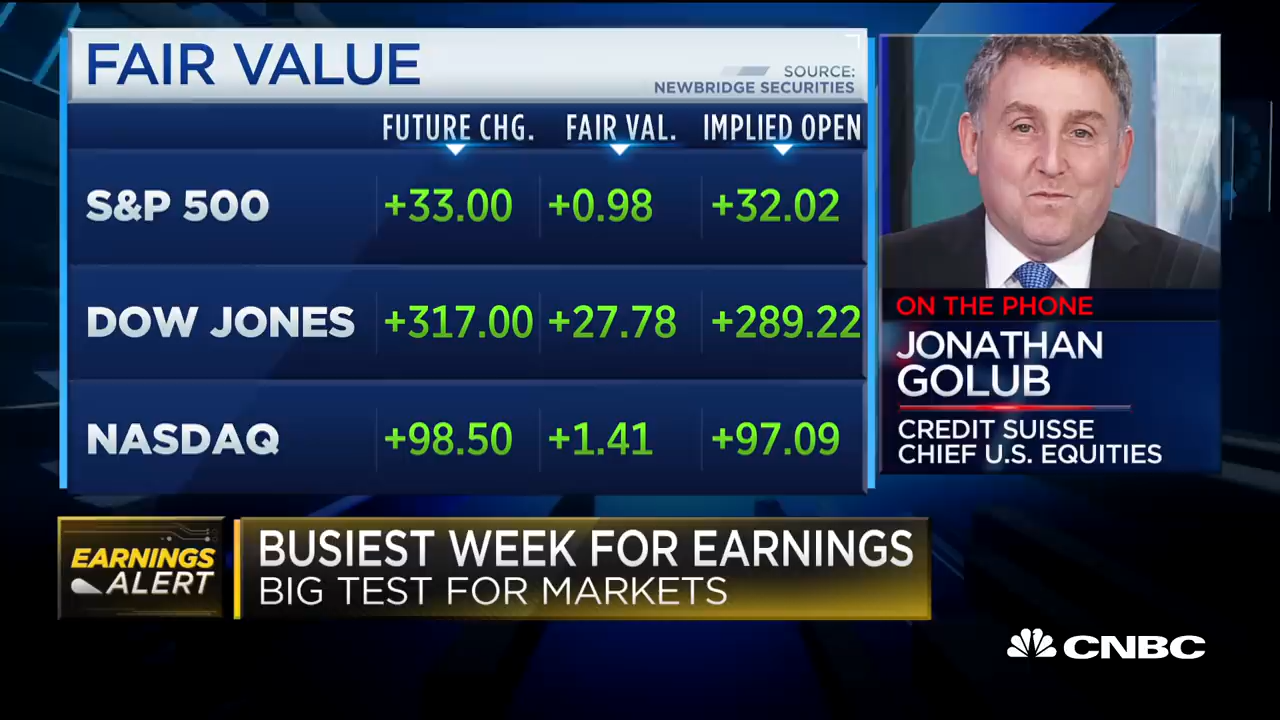 FAIR VALUE
SOURCE:
NEWBRIDGE SECURITIES
FUTURE CHG. FAIR VAL. IMPLIED OPEN
S&P 500 +33.00 +0.98 +32.02
DOW JONES +317.00 +27.78 +289.22
NASDAQ +98.50 +1.41 +97.09
ON THE PHONE
JONATHAN
GOLUB
CREDIT SUISSE
CHIEF U.S. EQUITIES
EARNINGS
ALERT
BUSIEST WEEK FOR EARNINGS
BIG TEST FOR MARKETS
CNBC